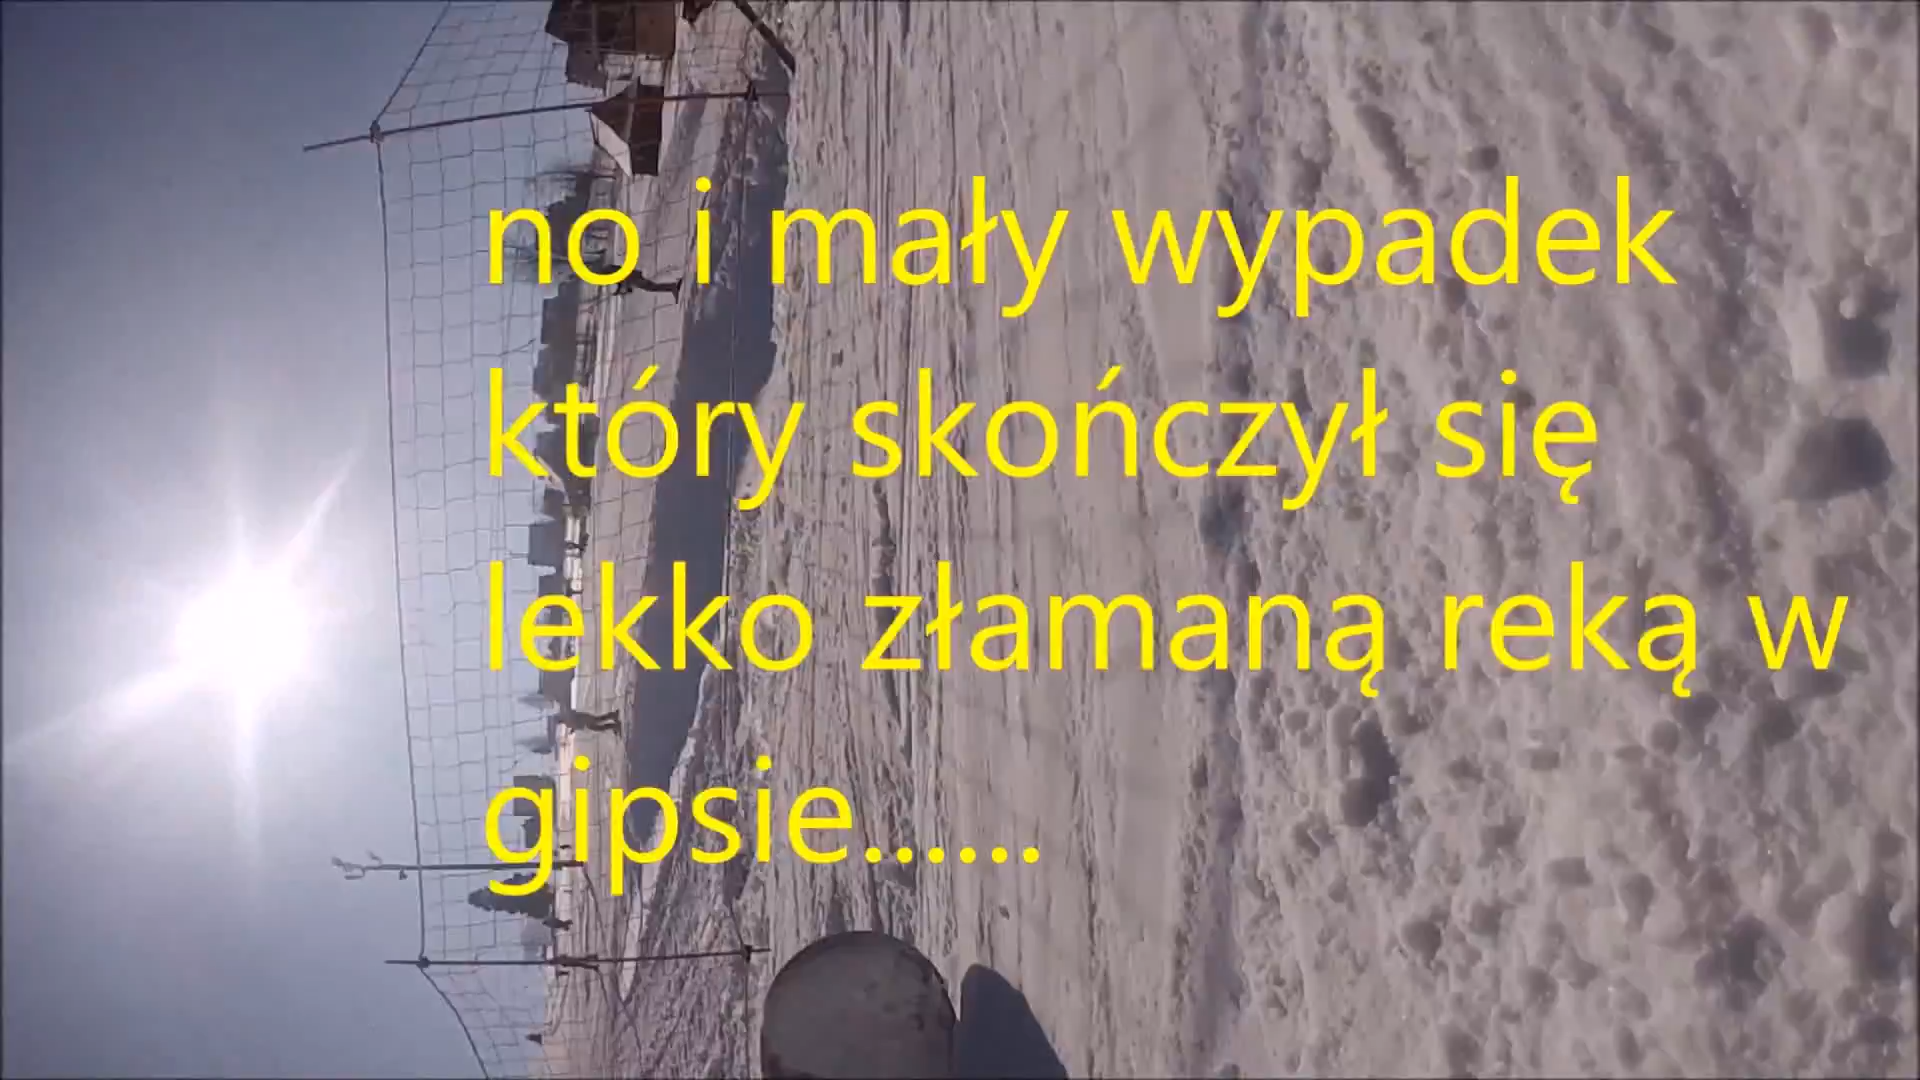 no i mały wypadek
który skończył się
lekko złamaną reką w
gipsie......